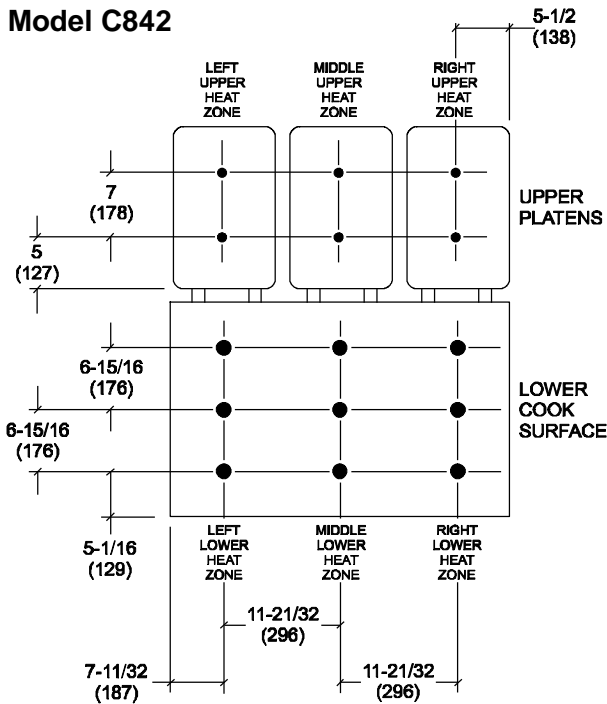 Model C842
5-1/2
(138)
LEFT
UPPER
HEAT
ZONE
MIDDLE
UPPER
HEAT
ZONE
RIGHT
UPPER
HEAT
ZONE
7
(178)
UPPER
PLATENS
5
(127)
6-15/16
(176)
LOWER
COOK
SURFACE
6-15/16
(176)
5-1/16
(129)
LEFT
LOWER
HEAT
ZONE
MIDDLE
LOWER
HEAT
ZONE
RIGHT
LOWER
HEAT
ZONE
11-21/32
(296)
7-11/32
(187)
11-21/32
(296)